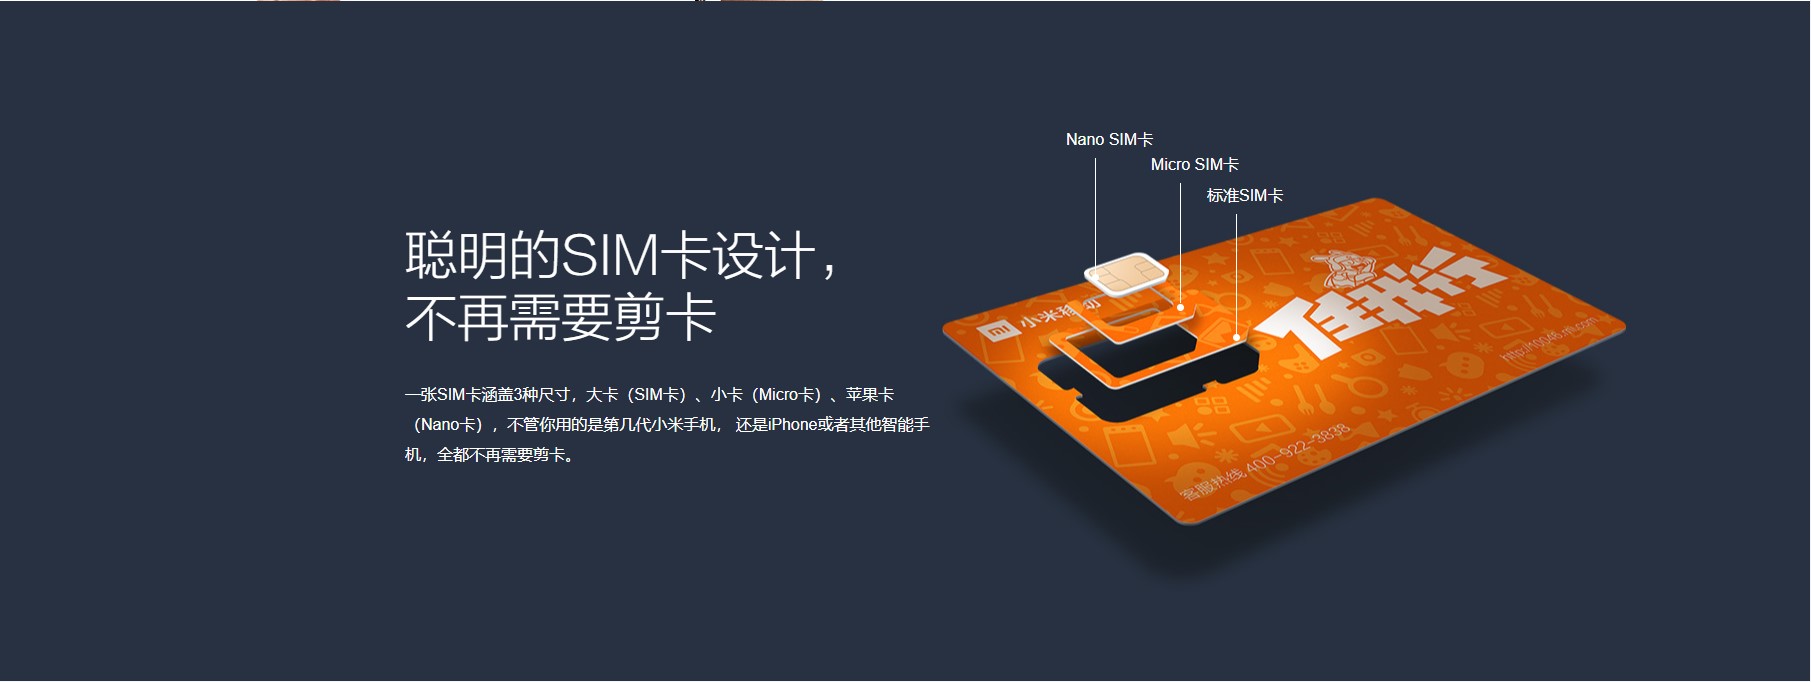 Nano SIM卡
Micro SIM卡
标准SIM卡
聪明的SIM卡设计，
不再需要剪卡
一张SIM卡涵盖3种尺寸，大卡（SIM卡）、小卡（Micro卡）、苹果卡
（Nano卡），不管你用的是第几代小米手机， 还是iPhone或者其他智能手
机，全都不再需要剪卡。
小米移动
任我行
http://10046.mi.com
客服热线 400-922-3838